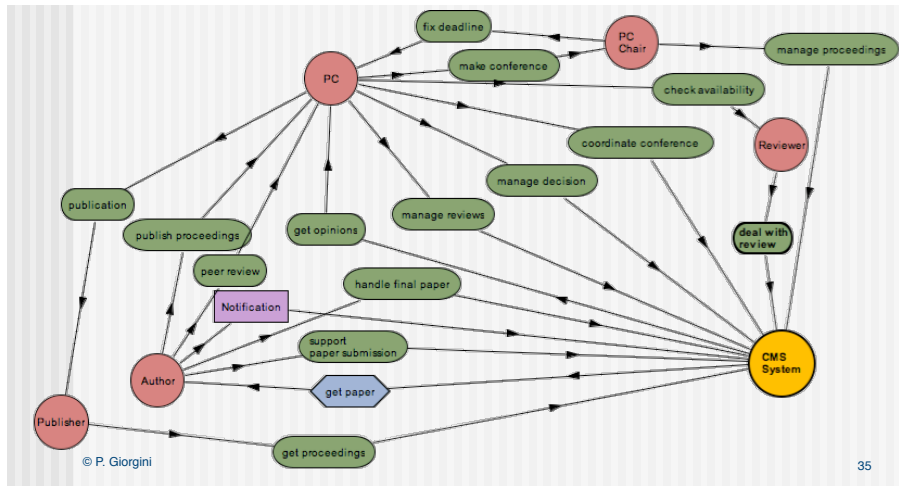 fix deadline
PC
Chair
manage proceedings
make conference
PC
check availability
coordinate conference
Reviewer
manage decision
publication
manage reviews
get opinions
publish proceedings
deal with
review
peer review
handle final paper
Notification
support
paper submission
CMS
System
Author
get paper
Publisher
get proceedings
© P. Giorgini
35